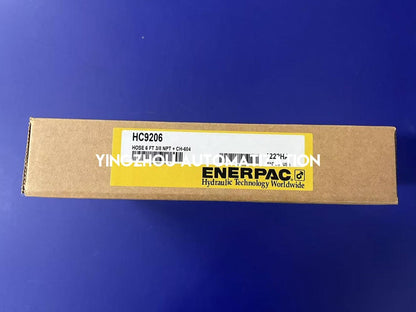 HC9206
HOSE 6 FT 3/8 NPT + CH-604
YINGZHOU AUTOMATION
ENERPAC
Hydraulic Technology Worldwide